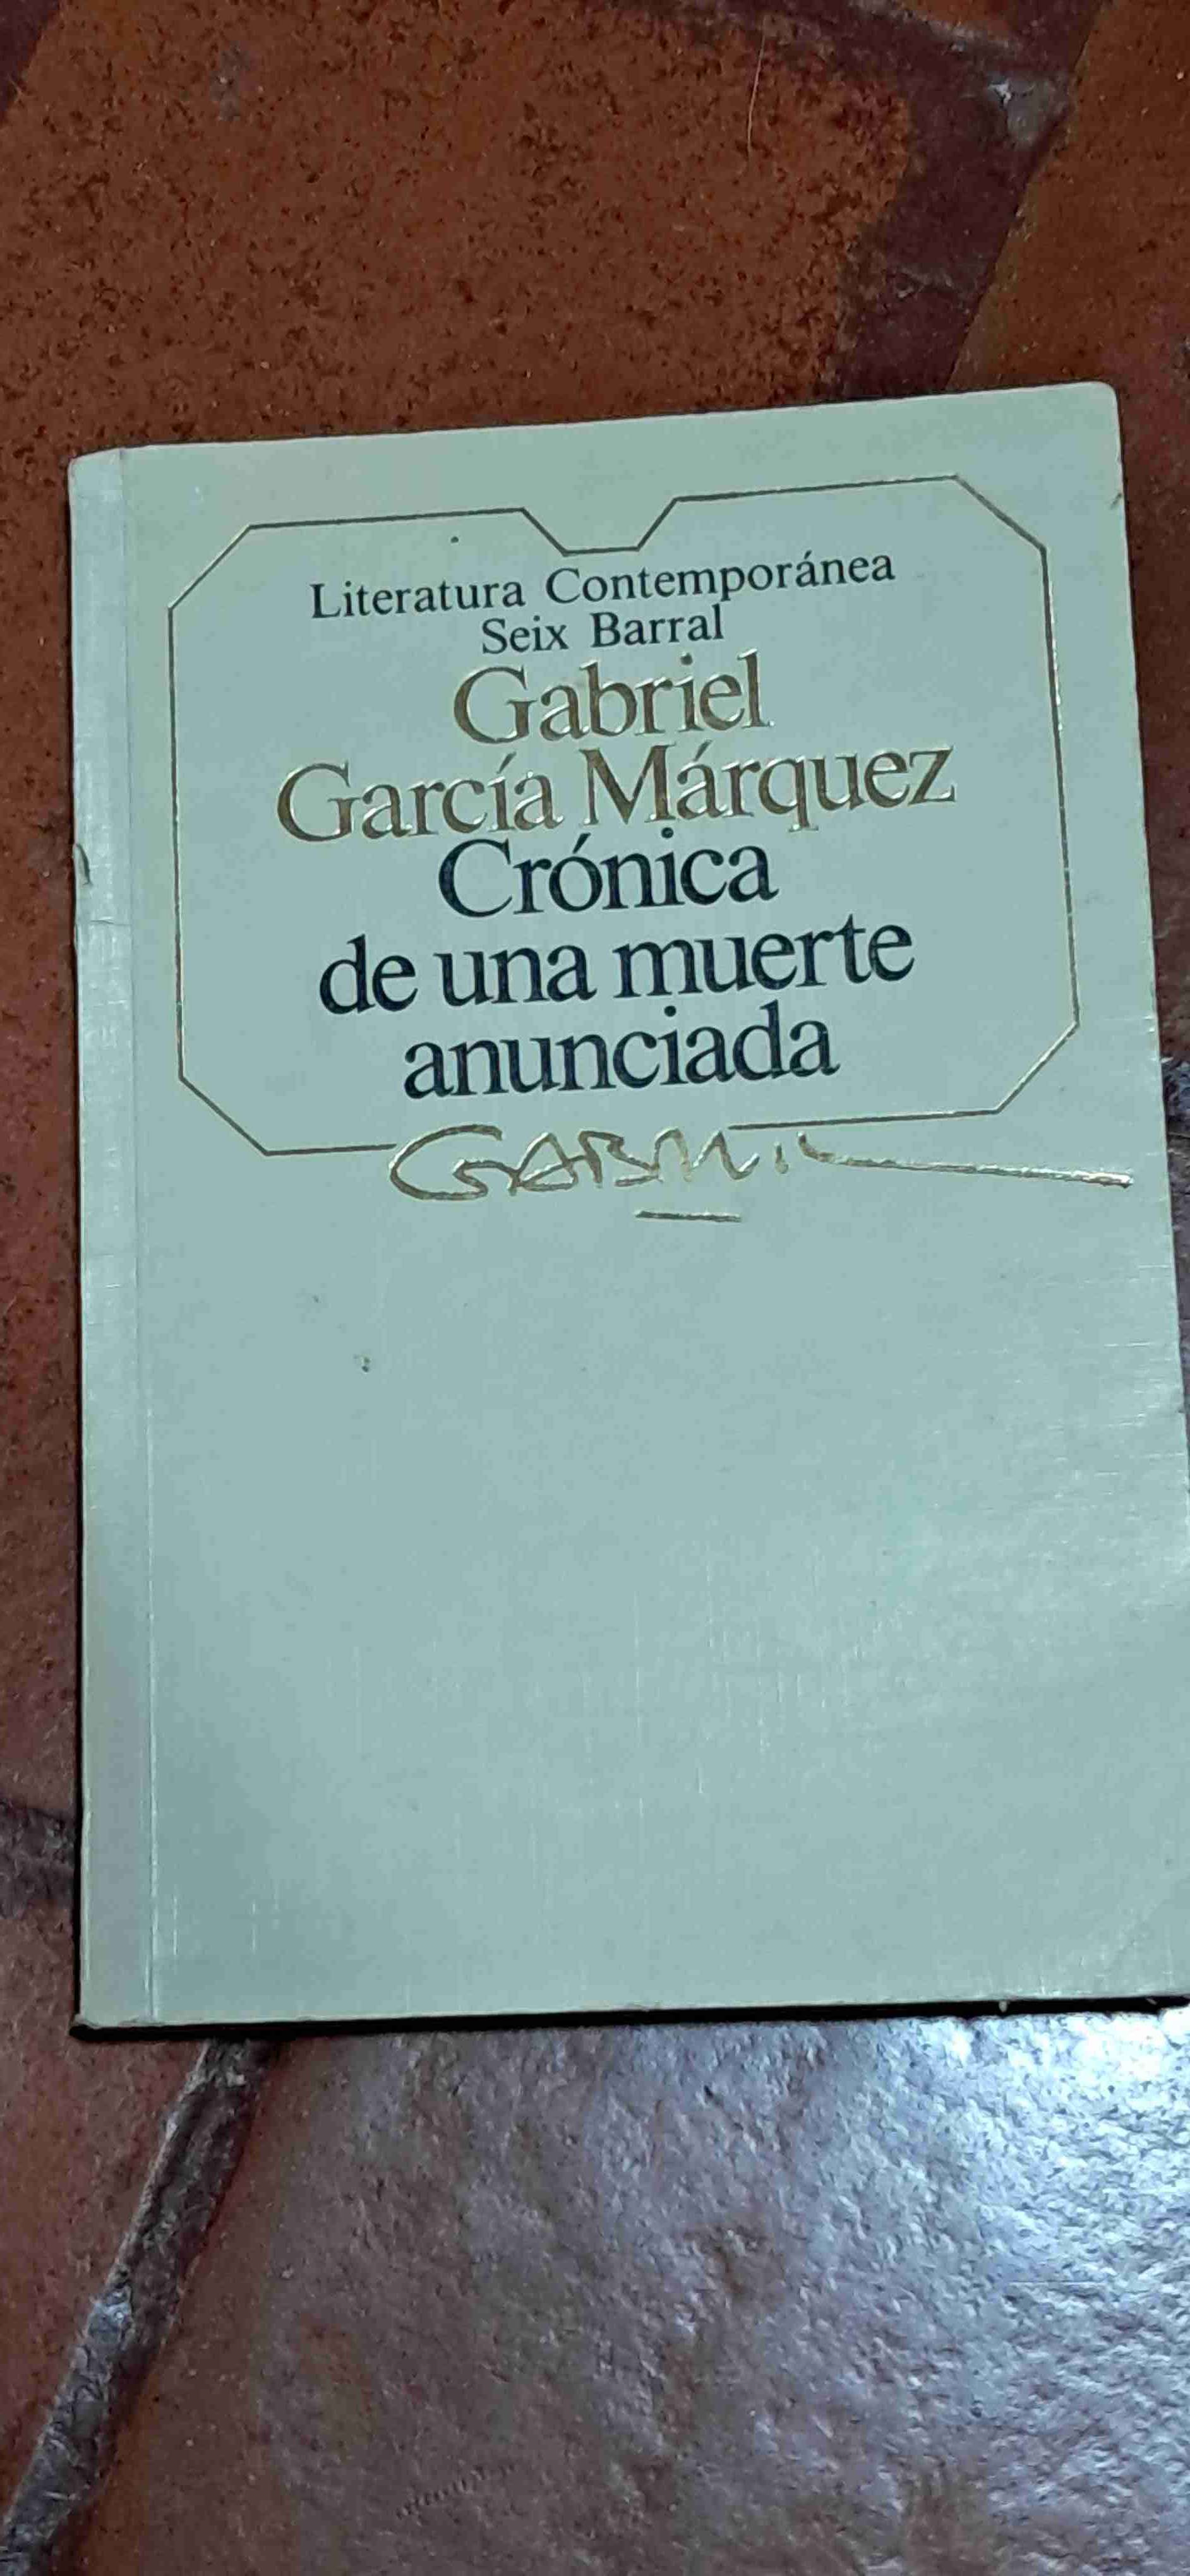 Literatura Contemporánea
Seix Barral
Gabriel
García Márquez
Crónica
de una muerte
anunciada